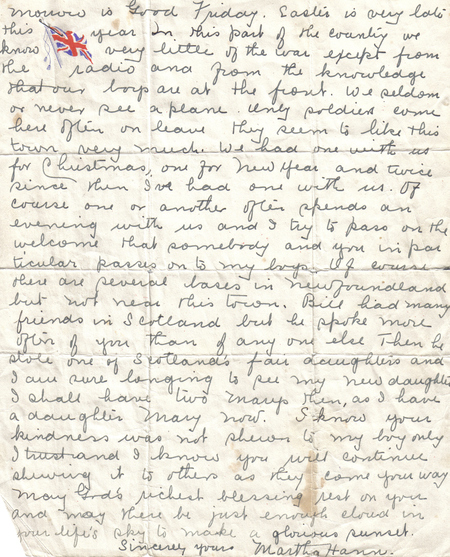 morrow is Good Friday. Easter is very late
this year. In this part of the country we
know very little of the war except from
the radio and from the knowledge
that our boys are at the front. We seldom
or never see a plane. Only soldiers come
here often on leave they seem to like this
town very much. We had one with us
for Christmas, one for New Year and twice
since then I've had one with us. Of
course one or another often spends an
evening with us and I try to pass on the
welcome that somebody and you in par
ticular passes on to my boys. Of course
there are several bases in Newfoundland
but not near this town. Bill had many
friends in Scotland but he spoke more
often of you than of any one else Then he
stole one of Scotlands fair daughters and
I am sure longing to see my new daughter
I shall have two Marys then, as I have
a daughter Mary now. I know your
kindness was not shewn to my boy only
I trust and I know you will continue
shewing it to others as they come your way
May God's richest blessing rest on you
and may there be just enough cloud in
your life's sky to make a glorious sunset.
Sincerely yours Martha Hann.